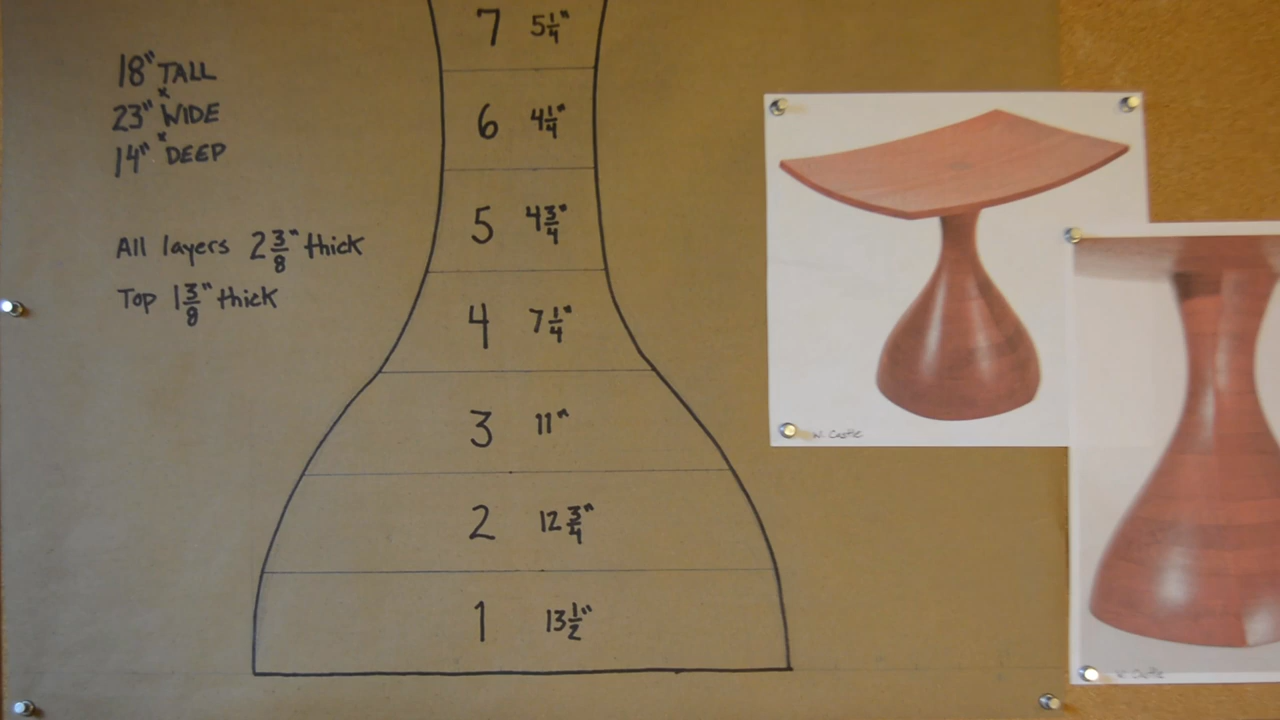 18" TALL
x
23" WIDE
x
14" DEEP
All layers 2 3/8" thick
Top 1 3/8" thick
7 5 1/4"
6 4 1/4"
5 4 3/4"
4 7 1/4"
3 11"
2 12 3/4"
1 13 1/2"
W. Castle
W. Castle